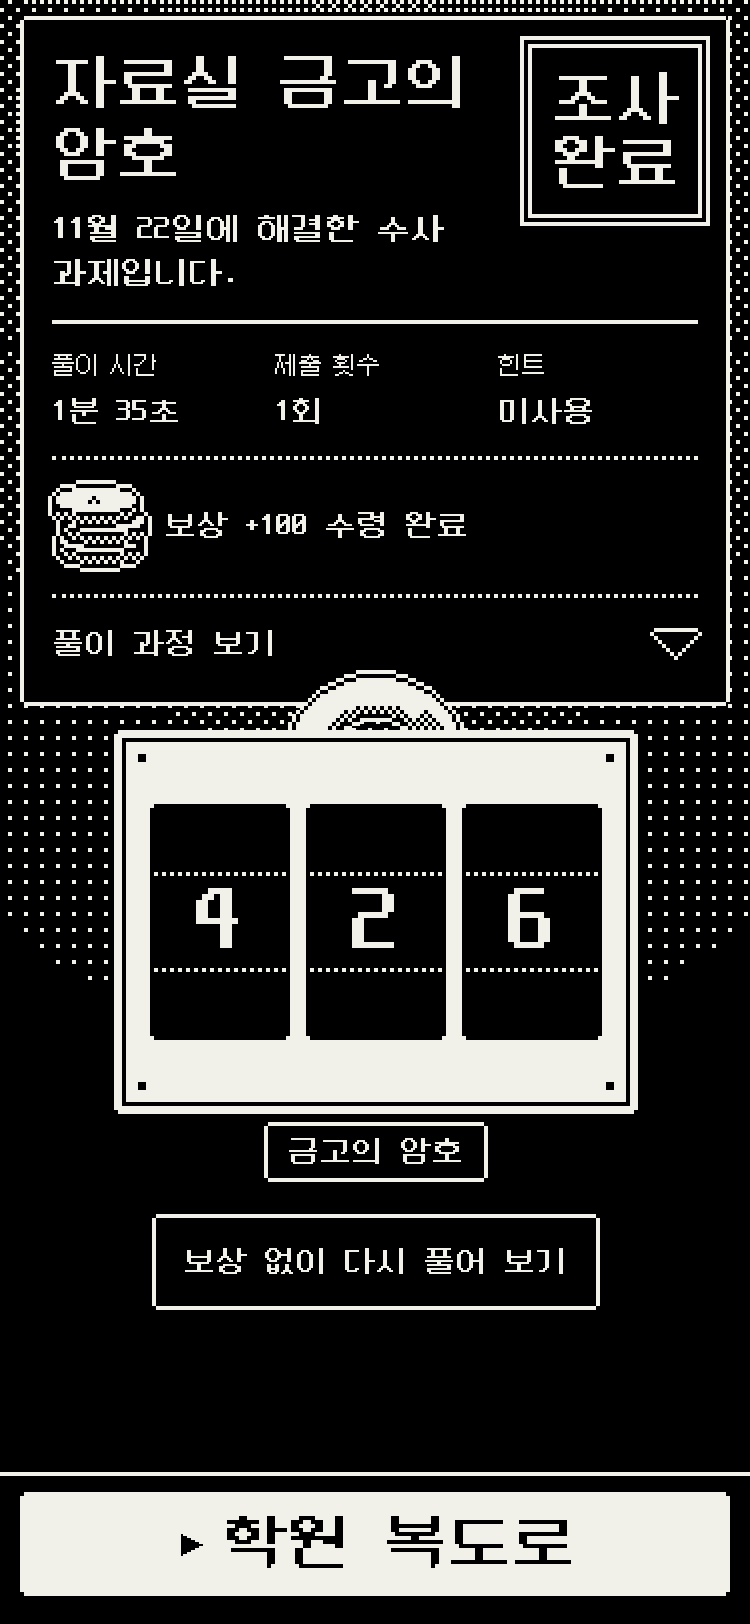 자료실 금고의
암호
조사
완료
11월 22일에 해결한 수사
과제입니다.
풀이 시간 제출 횟수 힌트
1분 35초 1회 미사용
보상 +100 수령 완료
풀이 과정 보기
4 2 6
금고의 암호
보상 없이 다시 풀어 보기
▶ 학원 복도로